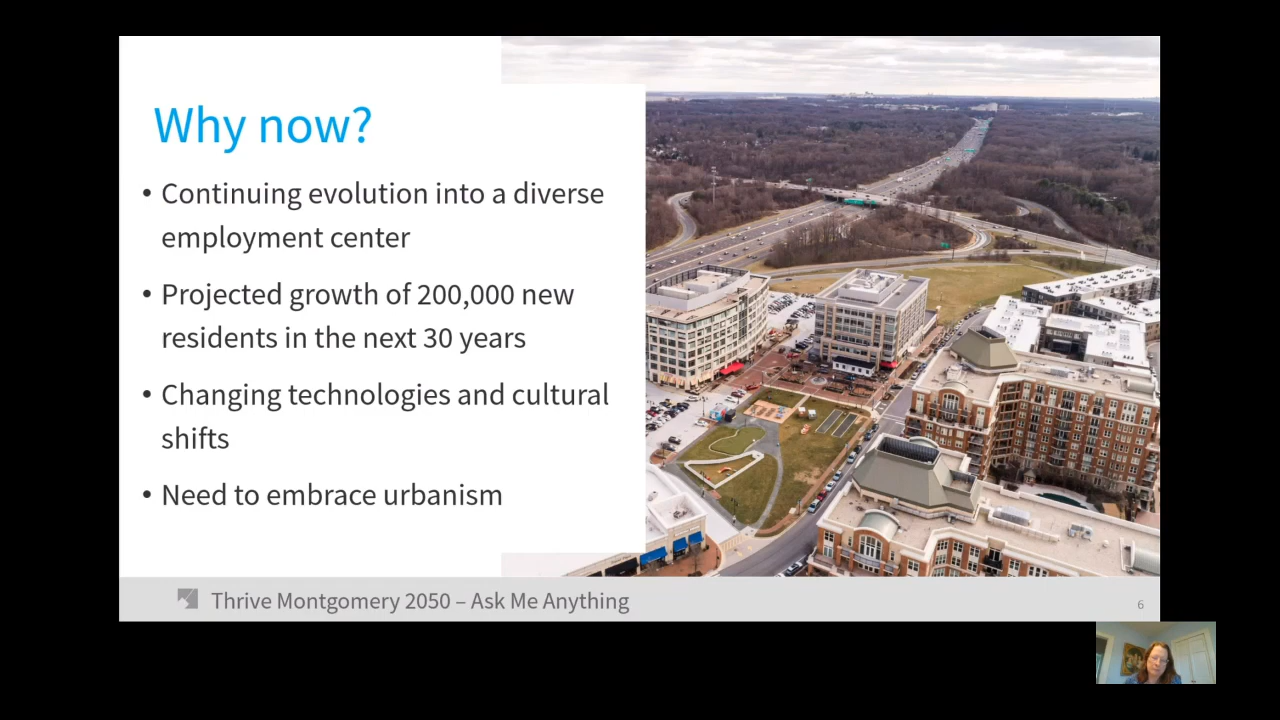 Why now?
• Continuing evolution into a diverse
employment center
• Projected growth of 200,000 new
residents in the next 30 years
• Changing technologies and cultural
shifts
• Need to embrace urbanism
Thrive Montgomery 2050 – Ask Me Anything
6